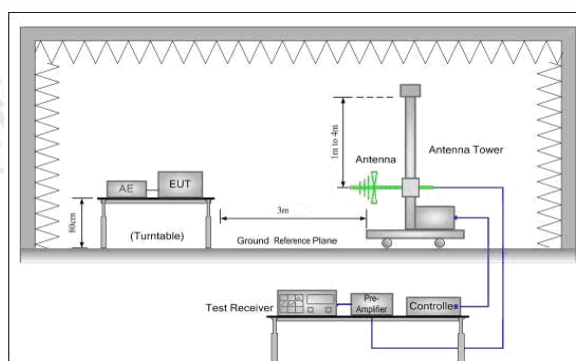 1m to 4m
Antenna
Antenna Tower
AE
EUT
3m
80cm
(Turntable)
Ground Reference Plane
Test Receiver
Pre-
Amplifier
Controlle